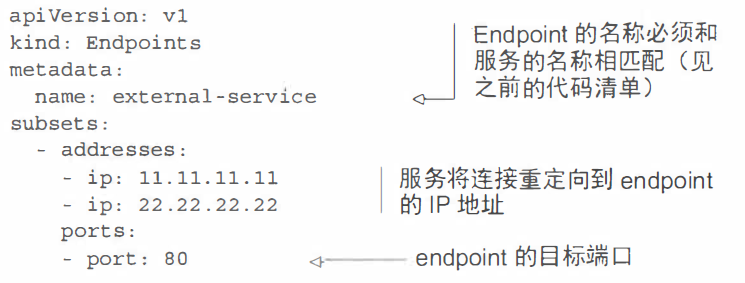 apiVersion: v1
kind: Endpoints
metadata:
  name: external-service
subsets:
  - addresses:
    - ip: 11.11.11.11
    - ip: 22.22.22.22
    ports:
    - port: 80
Endpoint 的名称必须和
服务的名称相匹配（见
之前的代码清单）
服务将连接重定向到 endpoint
的 IP 地址
endpoint 的目标端口